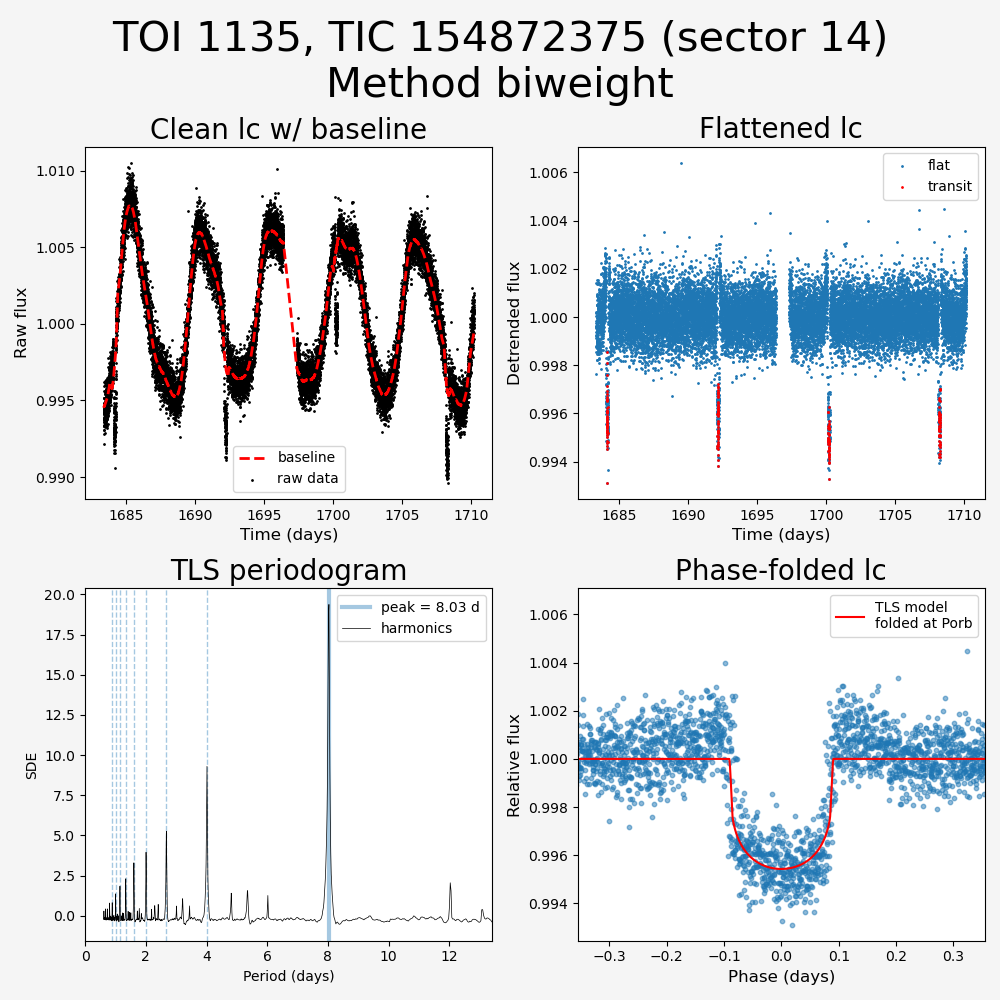 TOI 1135, TIC 154872375 (sector 14)
Method biweight
Clean lc w/ baseline
Raw flux
1.010
1.005
1.000
0.995
0.990
baseline
raw data
1685
1690
1695
1700
1705
1710
Time (days)
Flattened lc
Detrended flux
1.006
1.004
1.002
1.000
0.998
0.996
0.994
flat
transit
1685
1690
1695
1700
1705
1710
Time (days)
TLS periodogram
SDE
20.0
17.5
15.0
12.5
10.0
7.5
5.0
2.5
0.0
peak = 8.03 d
harmonics
0
2
4
6
8
10
12
Period (days)
Phase-folded lc
Relative flux
1.006
1.004
1.002
1.000
0.998
0.996
0.994
TLS model
folded at Porb
−0.3
−0.2
−0.1
0.0
0.1
0.2
0.3
Phase (days)